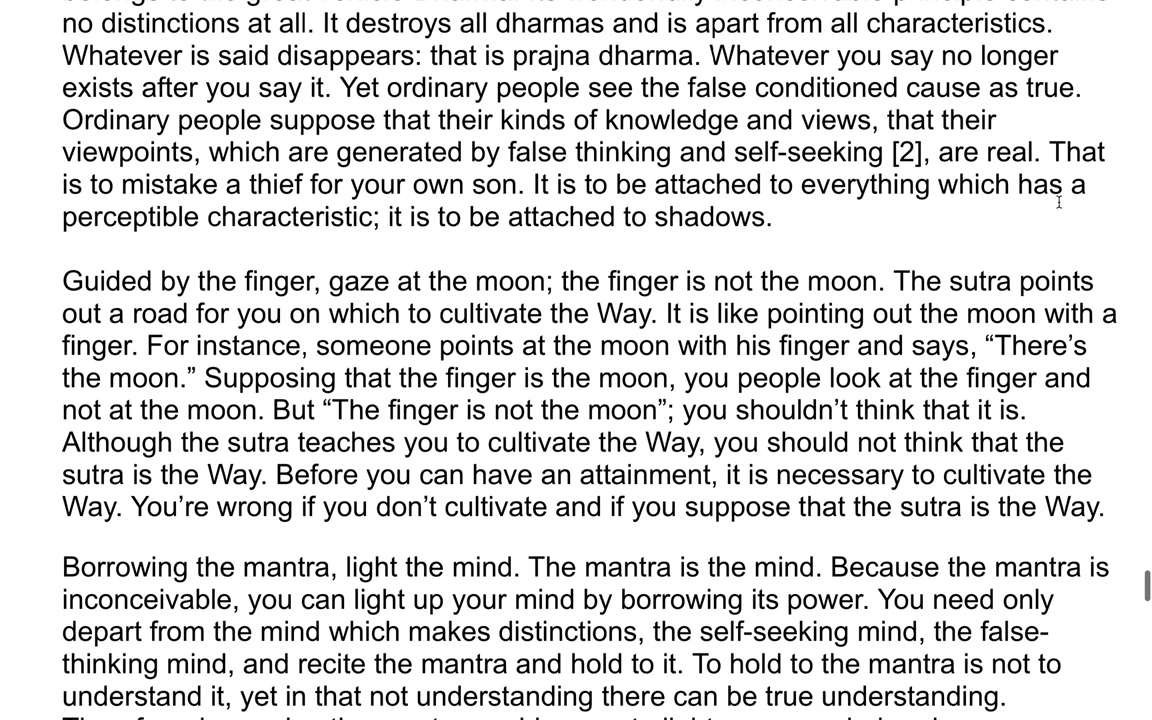 no distinctions at all. It destroys all dharmas and is apart from all characteristics.
Whatever is said disappears: that is prajna dharma. Whatever you say no longer
exists after you say it. Yet ordinary people see the false conditioned cause as true.
Ordinary people suppose that their kinds of knowledge and views, that their
viewpoints, which are generated by false thinking and self-seeking [2], are real. That
is to mistake a thief for your own son. It is to be attached to everything which has a
perceptible characteristic; it is to be attached to shadows.
Guided by the finger, gaze at the moon; the finger is not the moon. The sutra points
out a road for you on which to cultivate the Way. It is like pointing out the moon with a
finger. For instance, someone points at the moon with his finger and says, “There’s
the moon.” Supposing that the finger is the moon, you people look at the finger and
not at the moon. But “The finger is not the moon”; you shouldn’t think that it is.
Although the sutra teaches you to cultivate the Way, you should not think that the
sutra is the Way. Before you can have an attainment, it is necessary to cultivate the
Way. You’re wrong if you don’t cultivate and if you suppose that the sutra is the Way.
Borrowing the mantra, light the mind. The mantra is the mind. Because the mantra is
inconceivable, you can light up your mind by borrowing its power. You need only
depart from the mind which makes distinctions, the self-seeking mind, the false-
thinking mind, and recite the mantra and hold to it. To hold to the mantra is not to
understand it, yet in that not understanding there can be true understanding.